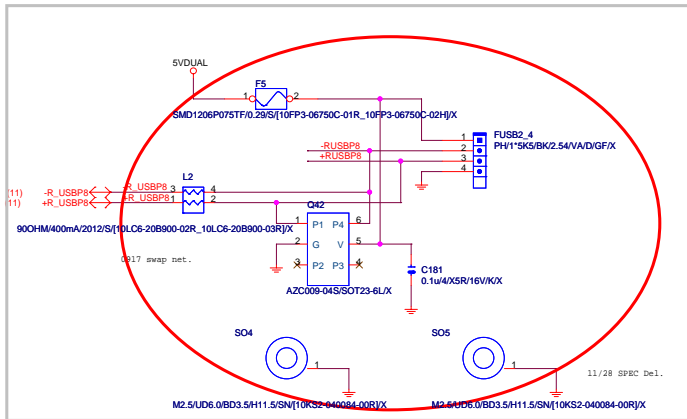 5VDUAL
F5
1 2
SMD1206P075TF/0.29/S/[10FP3-06750C-01R_10FP3-06750C-02H]/X
FUSB2_4
PH/1*5K5/BK/2.54/VA/D/GF/X
1
2
3
4
-RUSBP8
+RUSBP8
L2
(11) -R_USBP8 -R_USBP8 3 4
11) +R_USBP8 +R_USBP8 1 2
90OHM/400mA/2012/S/[10LC6-20B900-02R_10LC6-20B900-03R]/X
Q42
1 P1 P4 6
2 G V 5
3 P2 P3 4
AZC009-04S/SOT23-6L/X
0917 swap net.
C181
0.1u/4/X5R/16V/K/X
SO4
1
M2.5/UD6.0/BD3.5/H11.5/SN/[10KS2-040084-00R]/X
SO5
1
M2.5/UD6.0/BD3.5/H11.5/SN/[10KS2-040084-00R]/X
11/28 SPEC Del.